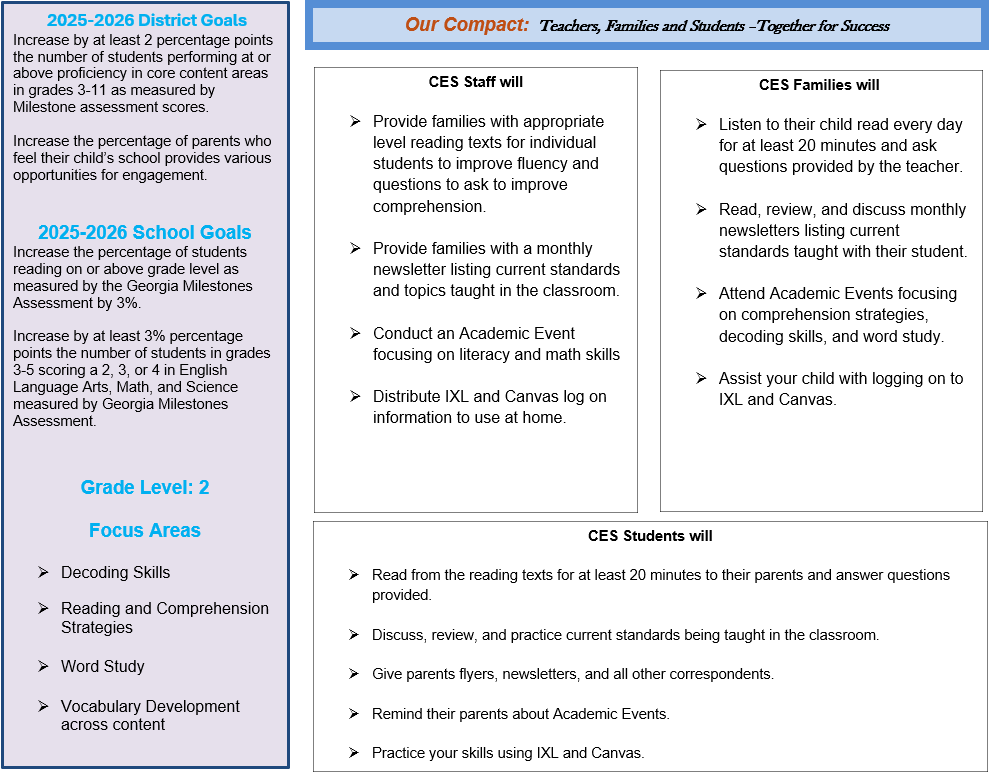 2025-2026 District Goals
Increase by at least 2 percentage points
the number of students performing at or
above proficiency in core content areas
in grades 3-11 as measured by
Milestone assessment scores.
Increase the percentage of parents who
feel their child's school provides various
opportunities for engagement.
2025-2026 School Goals
Increase the percentage of students
reading on or above grade level as
measured by the Georgia Milestones
Assessment by 3%.
Increase by at least 3% percentage
points the number of students in grades
3-5 scoring a 2, 3, or 4 in English
Language Arts, Math, and Science
measured by Georgia Milestones
Assessment.
Grade Level: 2
Focus Areas
➢ Decoding Skills
➢ Reading and Comprehension
Strategies
➢ Word Study
➢ Vocabulary Development
across content
Our Compact: Teachers, Families and Students –Together for Success
CES Staff will
➢ Provide families with appropriate
level reading texts for individual
students to improve fluency and
questions to ask to improve
comprehension.
➢ Provide families with a monthly
newsletter listing current standards
and topics taught in the classroom.
➢ Conduct an Academic Event
focusing on literacy and math skills
➢ Distribute IXL and Canvas log on
information to use at home.
CES Families will
➢ Listen to their child read every day
for at least 20 minutes and ask
questions provided by the teacher.
➢ Read, review, and discuss monthly
newsletters listing current
standards taught with their student.
➢ Attend Academic Events focusing
on comprehension strategies,
decoding skills, and word study.
➢ Assist your child with logging on to
IXL and Canvas.
CES Students will
➢ Read from the reading texts for at least 20 minutes to their parents and answer questions
provided.
➢ Discuss, review, and practice current standards being taught in the classroom.
➢ Give parents flyers, newsletters, and all other correspondents.
➢ Remind their parents about Academic Events.
➢ Practice your skills using IXL and Canvas.